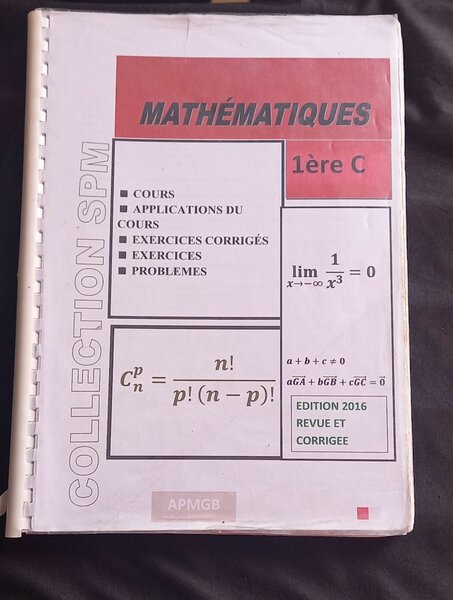 COLLECTION SPM
MATHÉMATIQUES
1ère C
■ COURS
■ APPLICATIONS DU
COURS
■ EXERCICES CORRIGÉS
■ EXERCICES
■ PROBLEMES
lim x→−∞ 1/x³ = 0
Cₙᵖ = n! / p! (n − p)!
a + b + c ≠ 0
aGA⃗ + bGB⃗ + cGC⃗ = 0⃗
EDITION 2016
REVUE ET
CORRIGEE
APMGB